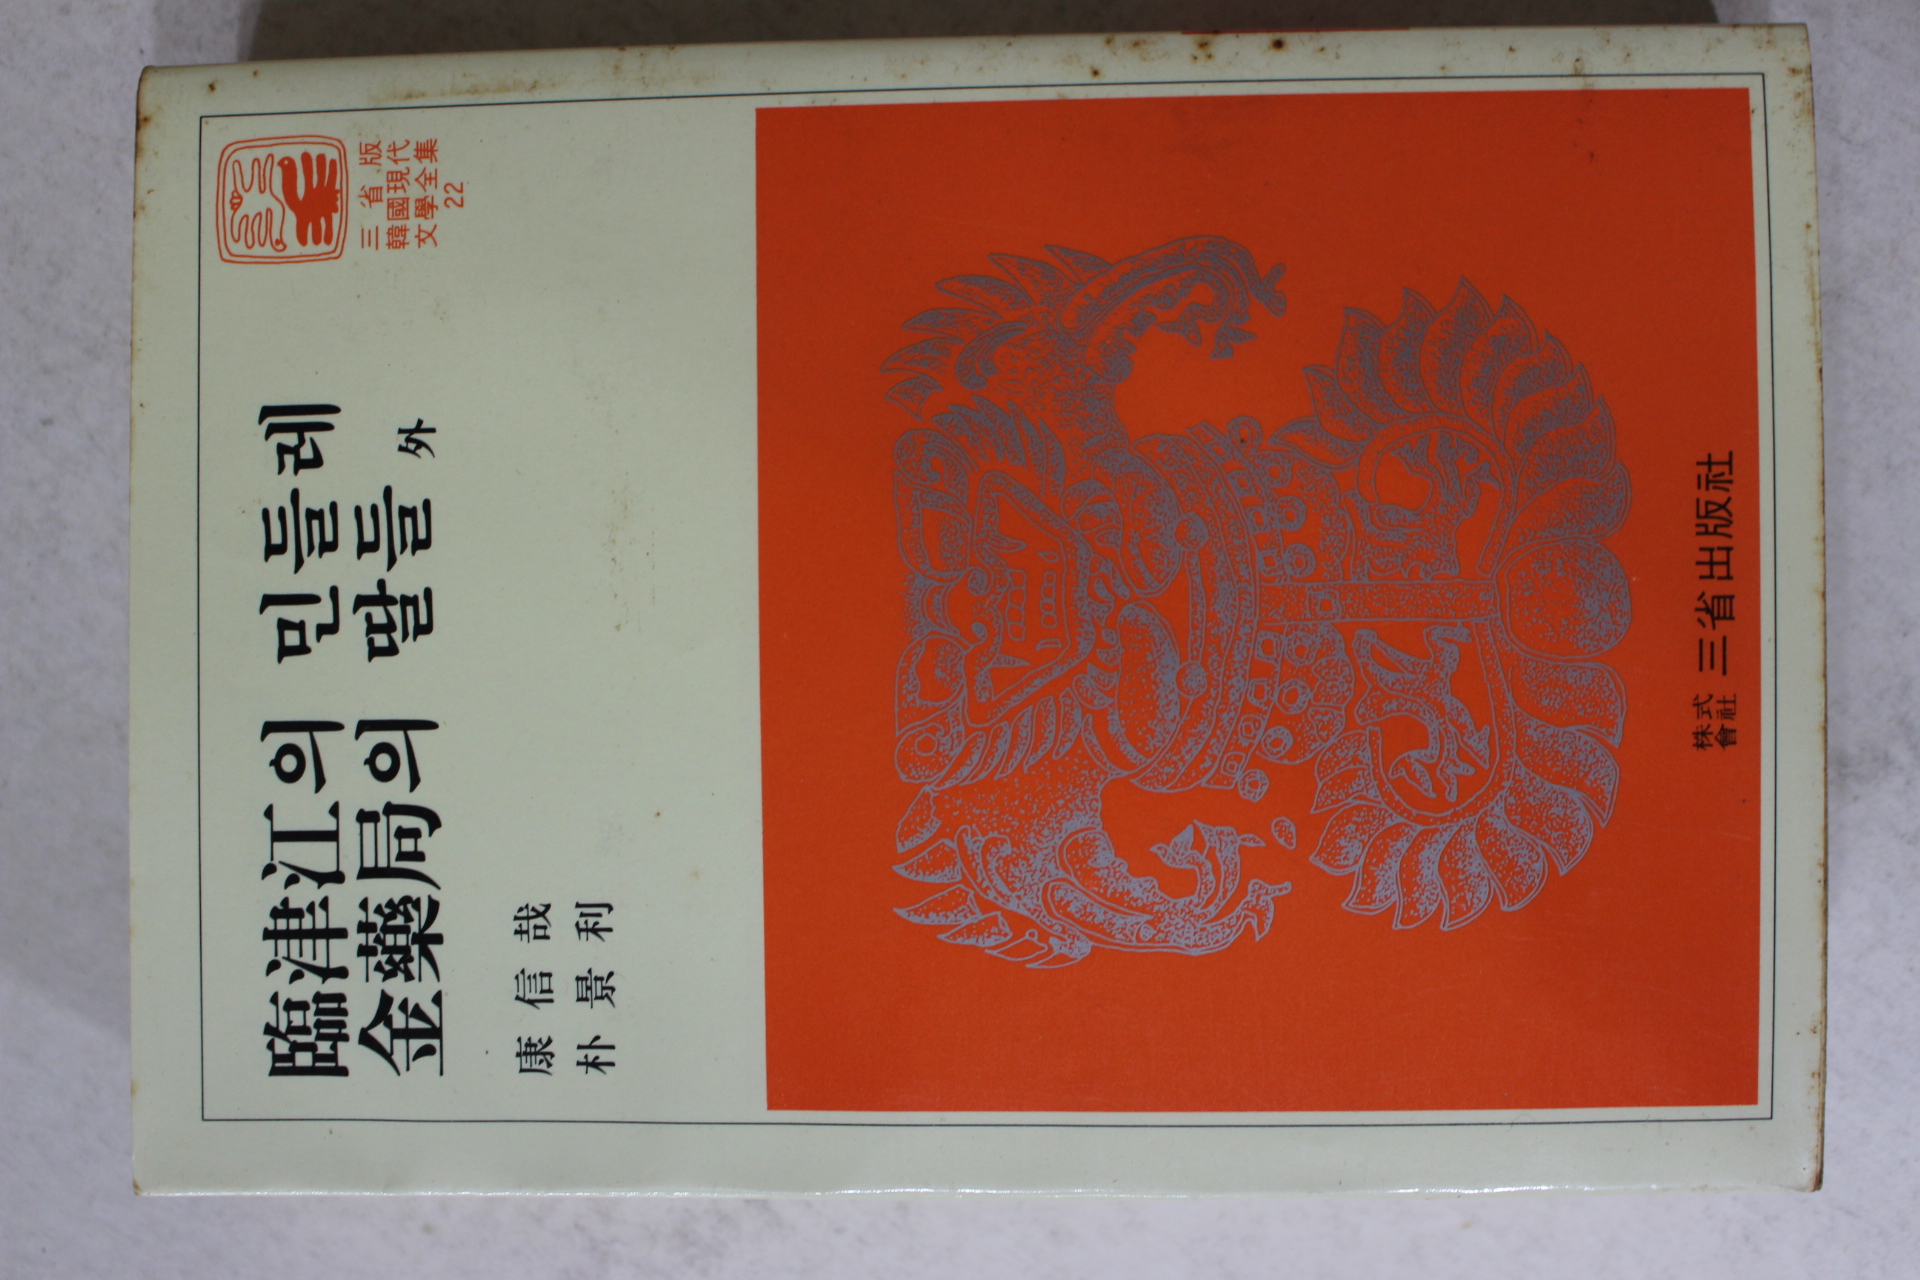 三省版
韓國現代
文學全集
22
臨津江의 민들레
金藥局의 딸들 外
康信哉
朴景利
株式
會社 三省出版社